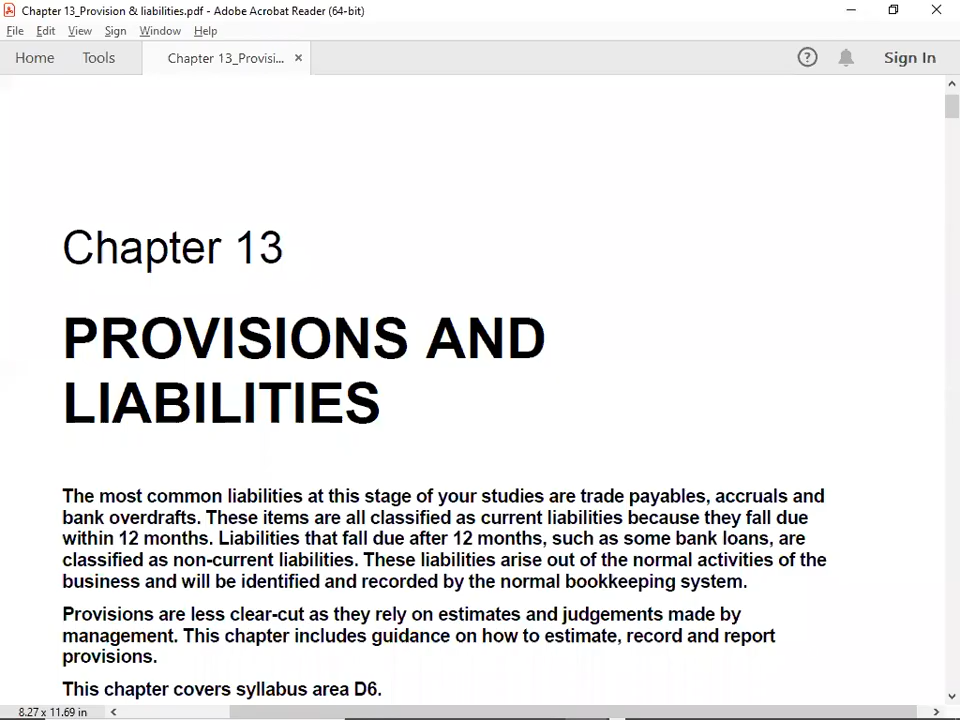 Chapter 13_Provision & liabilities.pdf - Adobe Acrobat Reader (64-bit)
File Edit View Sign Window Help
Home Tools Chapter 13_Provisi... × ? Sign In
Chapter 13
PROVISIONS AND
LIABILITIES
The most common liabilities at this stage of your studies are trade payables, accruals and
bank overdrafts. These items are all classified as current liabilities because they fall due
within 12 months. Liabilities that fall due after 12 months, such as some bank loans, are
classified as non-current liabilities. These liabilities arise out of the normal activities of the
business and will be identified and recorded by the normal bookkeeping system.
Provisions are less clear-cut as they rely on estimates and judgements made by
management. This chapter includes guidance on how to estimate, record and report
provisions.
This chapter covers syllabus area D6.
8.27 x 11.69 in